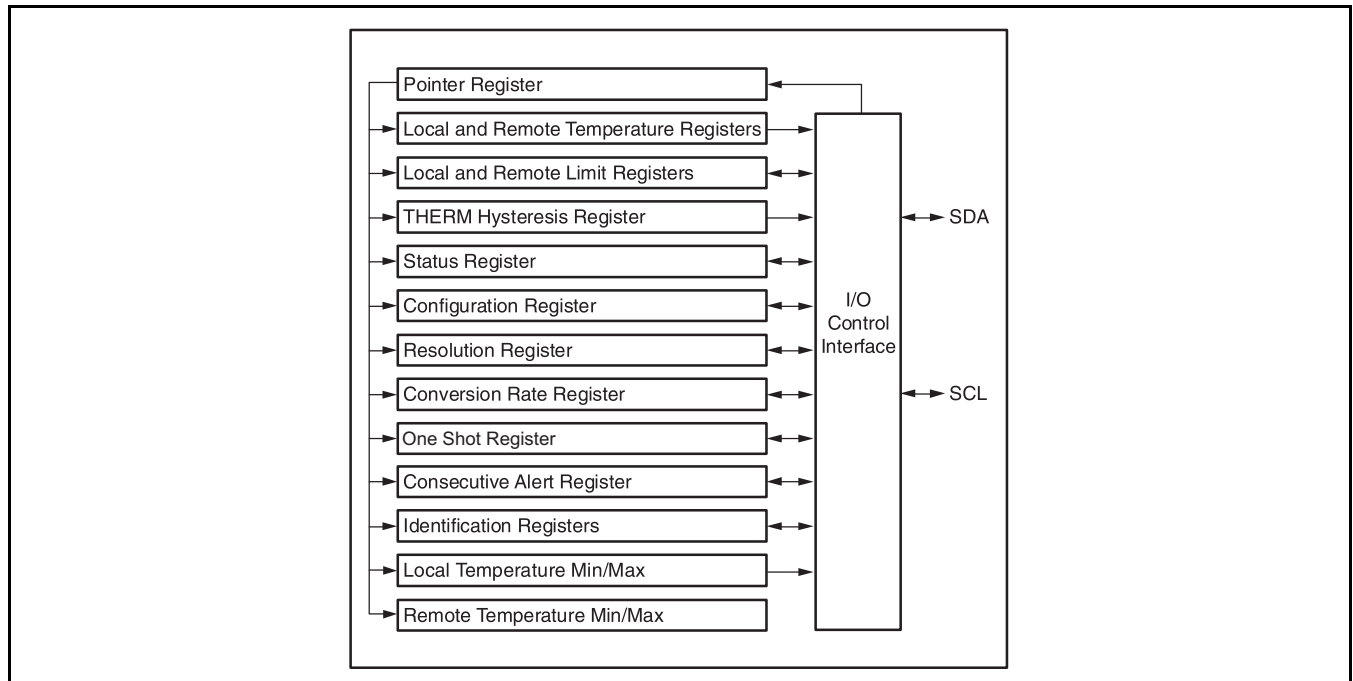 Pointer Register
Local and Remote Temperature Registers
Local and Remote Limit Registers
THERM Hysteresis Register
SDA
Status Register
Configuration Register
I/O
Control
Interface
Resolution Register
Conversion Rate Register
SCL
One Shot Register
Consecutive Alert Register
Identification Registers
Local Temperature Min/Max
Remote Temperature Min/Max